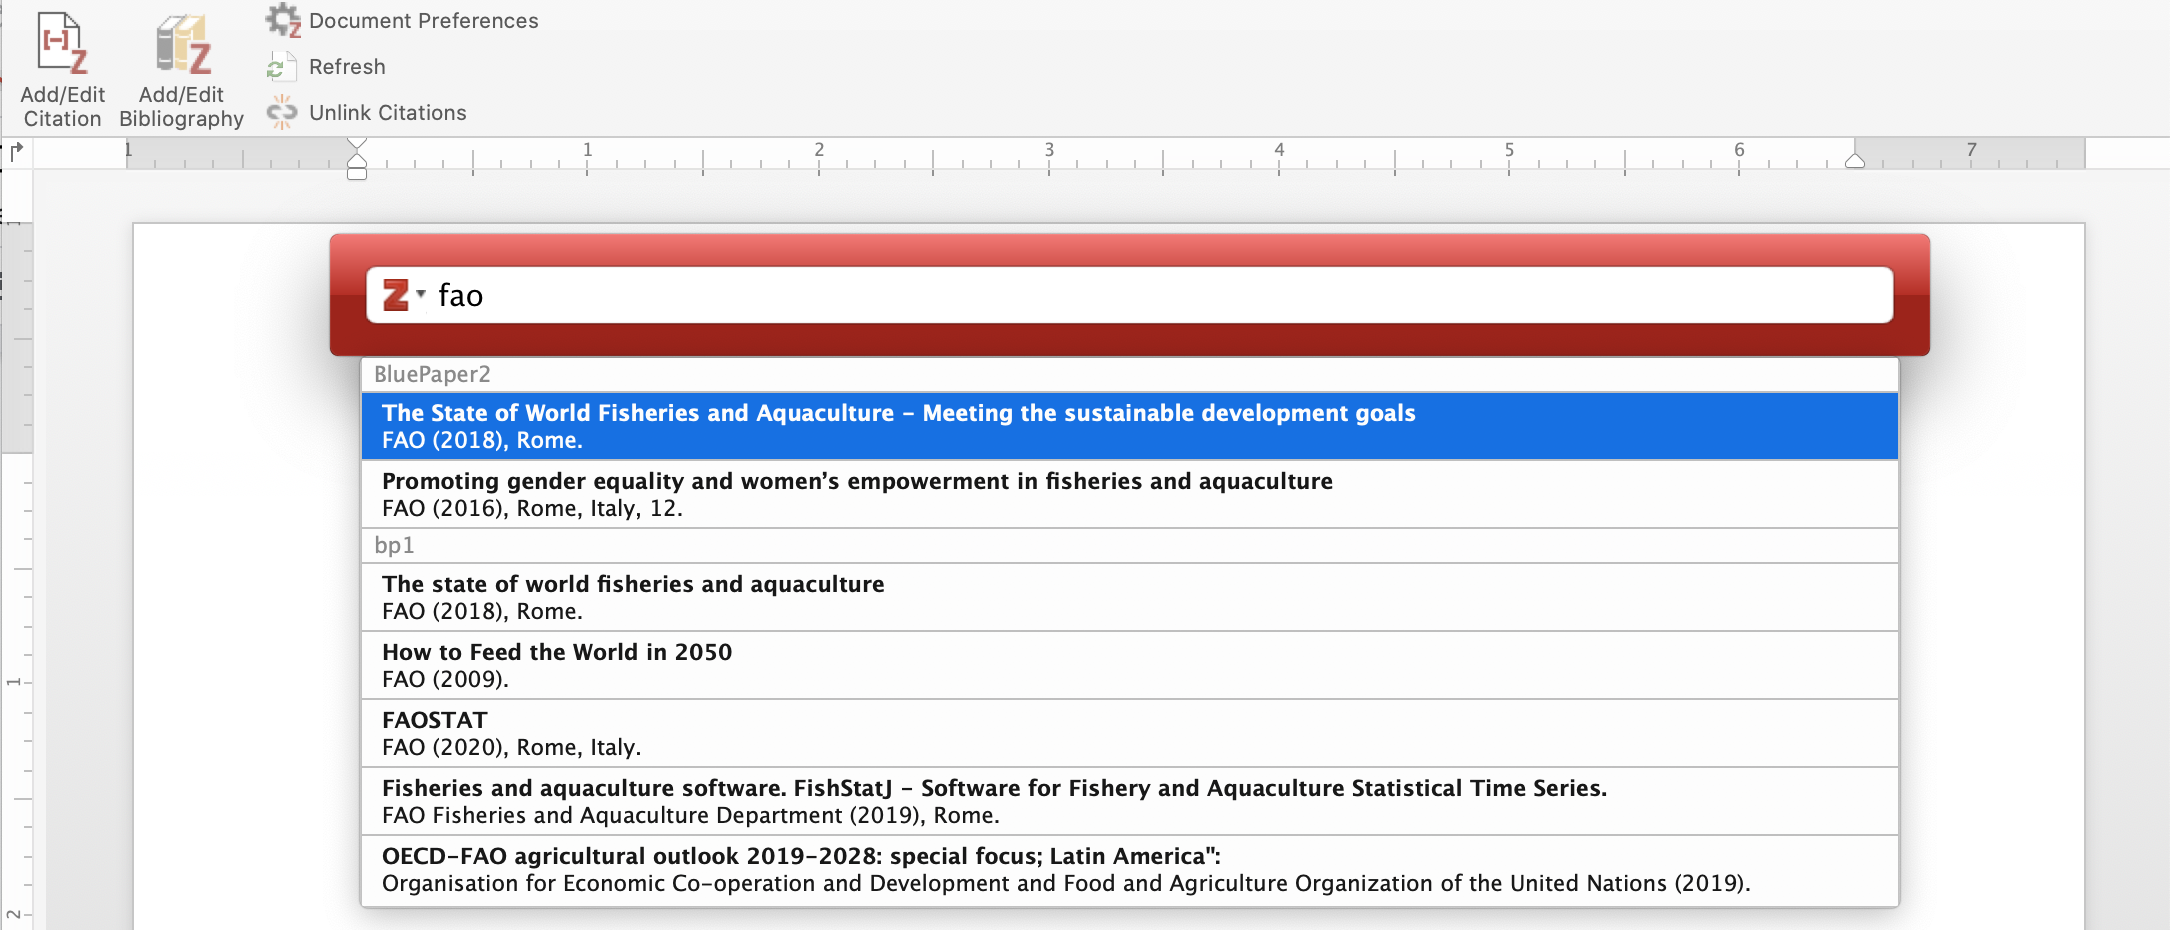 Document Preferences
Refresh
Unlink Citations
Add/Edit
Citation
Add/Edit
Bibliography
1 1 2 3 4 5 6 7
Z fao
BluePaper2
The State of World Fisheries and Aquaculture – Meeting the sustainable development goals
FAO (2018), Rome.
Promoting gender equality and women’s empowerment in fisheries and aquaculture
FAO (2016), Rome, Italy, 12.
bp1
The state of world fisheries and aquaculture
FAO (2018), Rome.
How to Feed the World in 2050
FAO (2009).
FAOSTAT
FAO (2020), Rome, Italy.
Fisheries and aquaculture software. FishStatJ – Software for Fishery and Aquaculture Statistical Time Series.
FAO Fisheries and Aquaculture Department (2019), Rome.
OECD-FAO agricultural outlook 2019-2028: special focus; Latin America":
Organisation for Economic Co-operation and Development and Food and Agriculture Organization of the United Nations (2019).
1
1
2